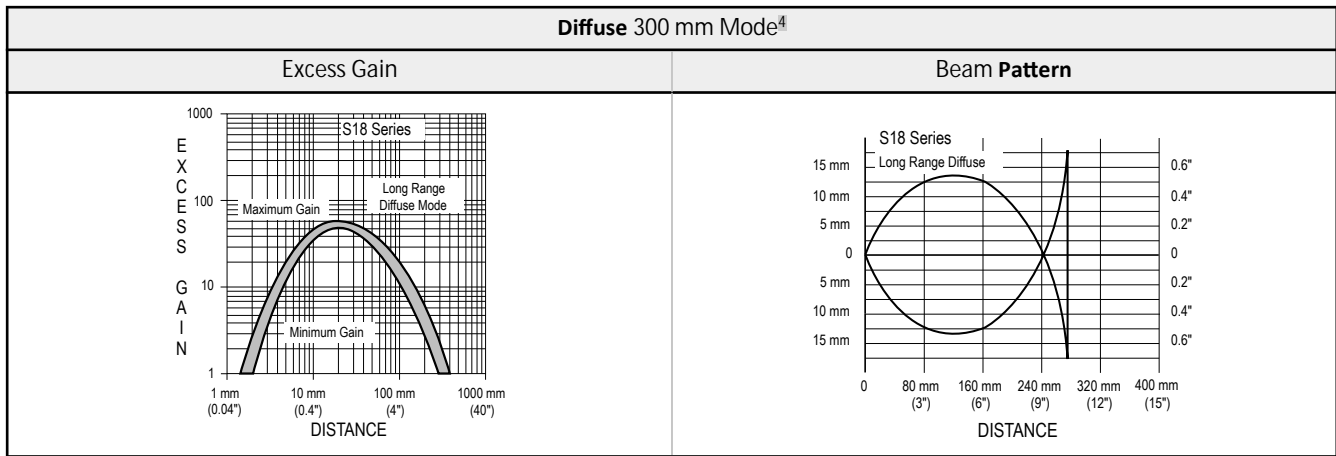 Diffuse 300 mm Mode4
Excess Gain
Beam Pattern
1000
100
10
1
EXCESS GAIN
S18 Series
Long Range
Diffuse Mode
Maximum Gain
Minimum Gain
1 mm 10 mm 100 mm 1000 mm
(0.04") (0.4") (4") (40")
DISTANCE
S18 Series
Long Range Diffuse
15 mm 0.6"
10 mm 0.4"
5 mm 0.2"
0 0
5 mm 0.2"
10 mm 0.4"
15 mm 0.6"
0 80 mm 160 mm 240 mm 320 mm 400 mm
(3") (6") (9") (12") (15")
DISTANCE